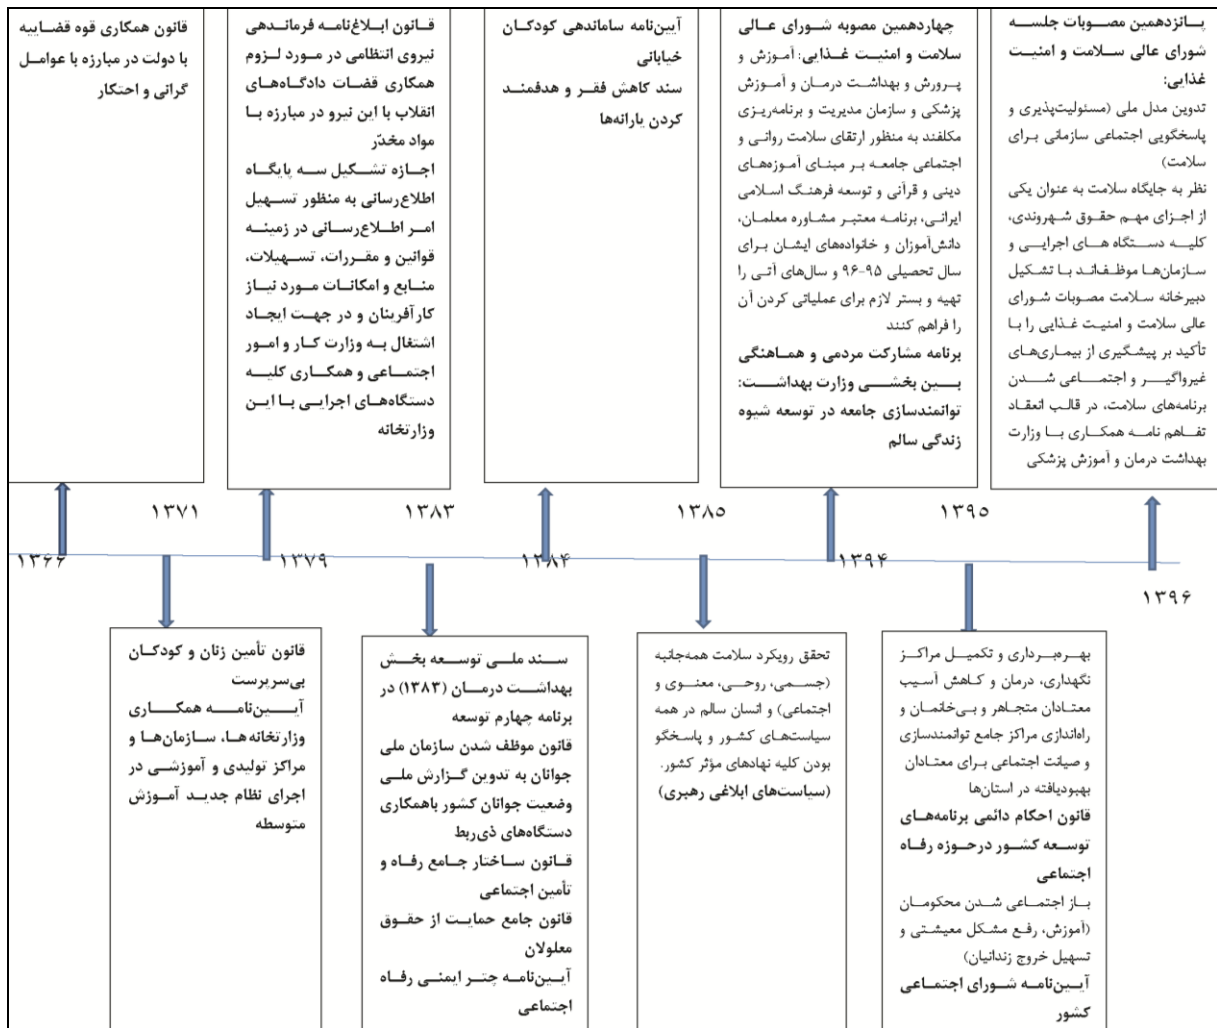 قانون همکاری قوه قضاییه
با دولت در مبارزه با عوامل
گرانی و احتکار
قانون ابلاغ‌نامه فرماندهی
نیروی انتظامی در مورد لزوم
همکاری قضات دادگاه‌های
انقلاب با این نیرو در مبارزه با
مواد مخدّر
اجازه تشکیل سه پایگاه
اطلاع‌رسانی به منظور تسهیل
امر اطلاع‌رسانی در زمینه
قوانین و مقررات، تسهیلات،
منابع و امکانات مورد نیاز
کارآفرینان و در جهت ایجاد
اشتغال به وزارت کار و امور
اجتماعی و همکاری کلیه
دستگاه‌های اجرایی با این
وزارتخانه
آیین‌نامه ساماندهی کودکان
خیابانی
سند کاهش فقر و هدفمند
کردن یارانه‌ها
چهاردهمین مصوبه شورای عالی
سلامت و امنیت غذایی: آموزش و
پرورش و بهداشت درمان و آموزش
پزشکی و سازمان مدیریت و برنامه‌ریزی
مکلفند به منظور ارتقای سلامت روانی و
اجتماعی جامعه بر مبنای آموزه‌های
دینی و قرآنی و توسعه فرهنگ اسلامی
ایرانی، برنامه معتبر مشاوره معلمان،
دانش‌آموزان و خانواده‌های ایشان برای
سال تحصیلی ۹۵-۹۶ و سال‌های آتی را
تهیه و بستر لازم برای عملیاتی کردن آن
را فراهم کنند
برنامه مشارکت مردمی و هماهنگی
بین بخشی وزارت بهداشت:
توانمندسازی جامعه در توسعه شیوه
زندگی سالم
پانزدهمین مصوبات جلسه
شورای عالی سلامت و امنیت
غذایی:
تدوین مدل ملی (مسئولیت‌پذیری و
پاسخگویی اجتماعی سازمانی برای
سلامت)
نظر به جایگاه سلامت به عنوان یکی
از اجزای مهم حقوق شهروندی،
کلیه دستگاه های اجرایی و
سازمان‌ها موظف‌اند با تشکیل
دبیرخانه سلامت مصوبات شورای
عالی سلامت و امنیت غذایی را با
تأکید بر پیشگیری از بیماری‌های
غیرواگیر و اجتماعی شدن
برنامه‌های سلامت، در قالب انعقاد
تفاهم نامه همکاری با وزارت
بهداشت درمان و آموزش پزشکی
۱۳۷۱
۱۳۸۳
۱۳۸۵
۱۳۹۵
۱۳۶۶
۱۳۷۹
۱۳۸۴
۱۳۹۴
۱۳۹۶
قانون تأمین زنان و کودکان
بی‌سرپرست
آیین‌نامه همکاری
وزارتخانه‌ها، سازمان‌ها و
مراکز تولیدی و آموزشی در
اجرای نظام جدید آموزش
متوسطه
سند ملی توسعه بخش
بهداشت درمان (۱۳۸۳) در
برنامه چهارم توسعه
قانون موظف شدن سازمان ملی
جوانان به تدوین گزارش ملی
وضعیت جوانان کشور باهمکاری
دستگاه‌های ذی‌ربط
قانون ساختار جامع رفاه و
تأمین اجتماعی
قانون جامع حمایت از حقوق
معلولان
آیین‌نامه چتر ایمنی رفاه
اجتماعی
تحقق رویکرد سلامت همه‌جانبه
(جسمی، روحی، معنوی و
اجتماعی) و انسان سالم در همه
سیاست‌های کشور و پاسخگو
بودن کلیه نهادهای مؤثر کشور.
(سیاست‌های ابلاغی رهبری)
بهره‌برداری و تکمیل مراکز
نگهداری، درمان و کاهش آسیب
معتادان متجاهر و بی‌خانمان و
راه‌اندازی مراکز جامع توانمندسازی
و صیانت اجتماعی برای معتادان
بهبودیافته در استان‌ها
قانون احکام دائمی برنامه‌های
توسعه کشور درحوزه رفاه
اجتماعی
باز اجتماعی شدن محکومان
(آموزش، رفع مشکل معیشتی و
تسهیل خروج زندانیان)
آیین‌نامه شورای اجتماعی
کشور